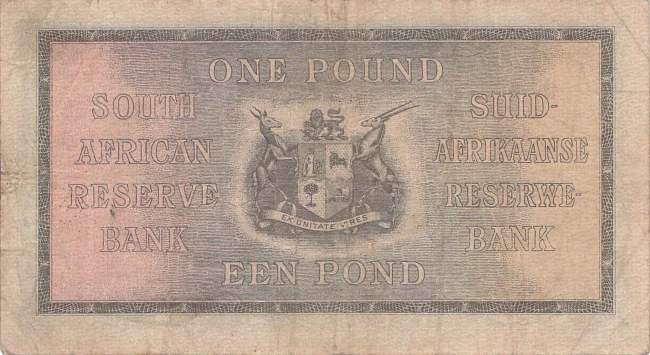 ONE POUND
SOUTH
AFRICAN
RESERVE
BANK
SUID-
AFRIKAANSE
RESERWE-
BANK
EX UNITATE VIRES
EEN POND